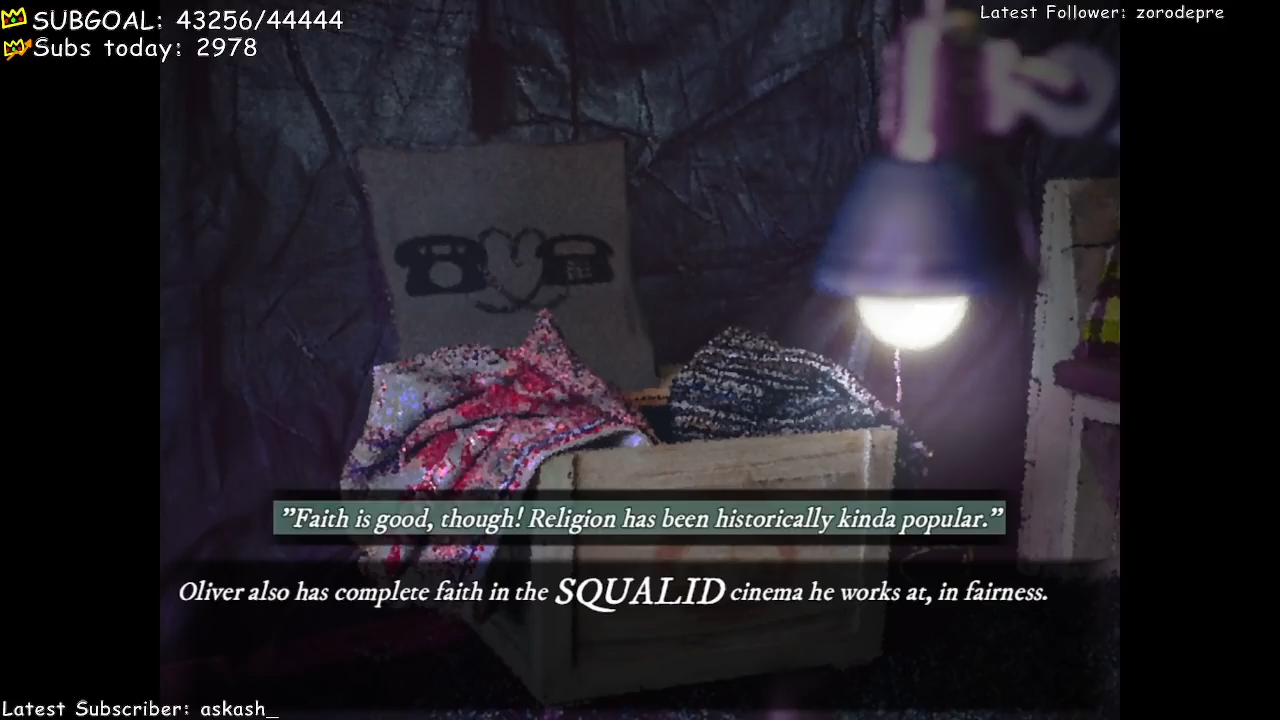 SUBGOAL: 43256/44444
Latest Follower: zorodepre
Subs today: 2978
"Faith is good, though! Religion has been historically kinda popular."
Oliver also has complete faith in the SQUALID cinema he works at, in fairness.
Latest Subscriber: askash_